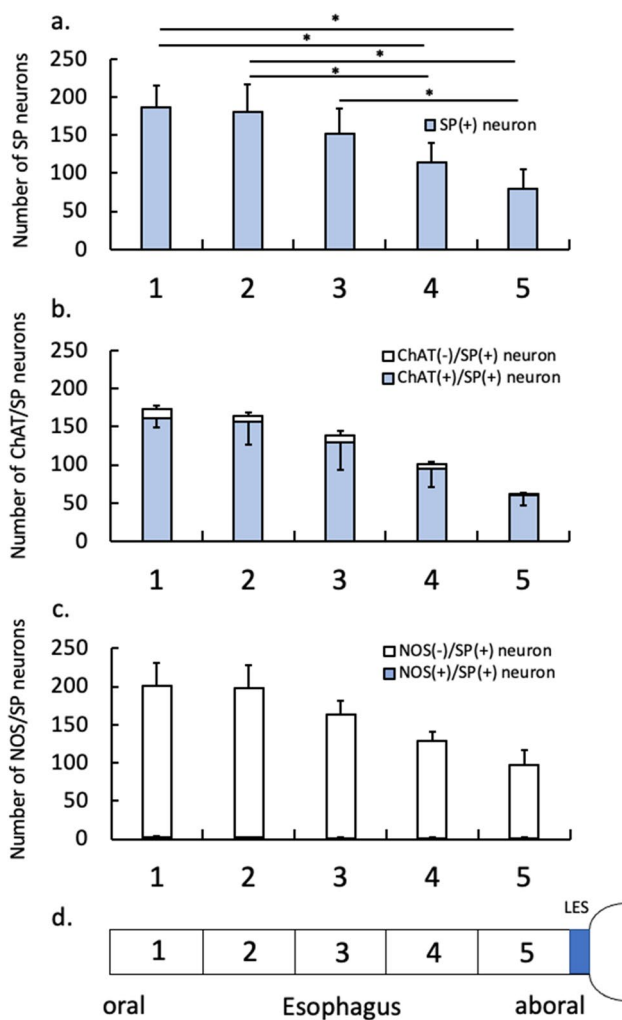 a.
*
*
*
*
*
Number of SP neurons
250
200
150
100
50
0
SP(+) neuron
1 2 3 4 5
b.
Number of ChAT/SP neurons
250
200
150
100
50
0
ChAT(-)/SP(+) neuron
ChAT(+)/SP(+) neuron
1 2 3 4 5
c.
Number of NOS/SP neurons
250
200
150
100
50
0
NOS(-)/SP(+) neuron
NOS(+)/SP(+) neuron
1 2 3 4 5
d.
LES
1 2 3 4 5
oral Esophagus aboral